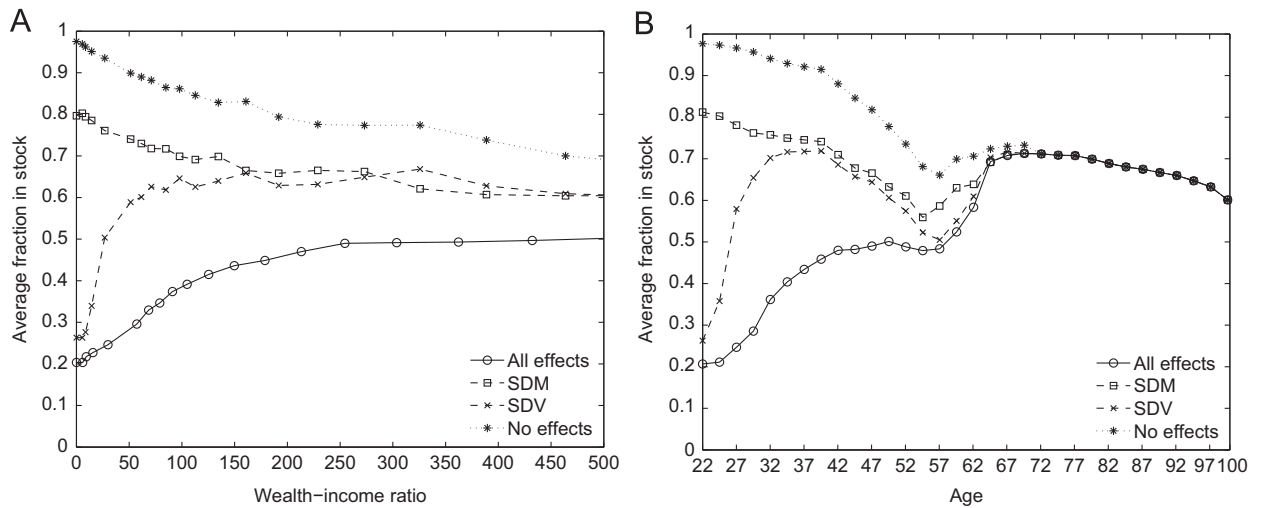 A
1
0.9
0.8
0.7
0.6
0.5
0.4
0.3
0.2
0.1
0
Average fraction in stock
0 50 100 150 200 250 300 350 400 450 500
Wealth−income ratio
All effects
SDM
SDV
No effects
B
1
0.9
0.8
0.7
0.6
0.5
0.4
0.3
0.2
0.1
0
Average fraction in stock
22 27 32 37 42 47 52 57 62 67 72 77 82 87 92 97 100
Age
All effects
SDM
SDV
No effects